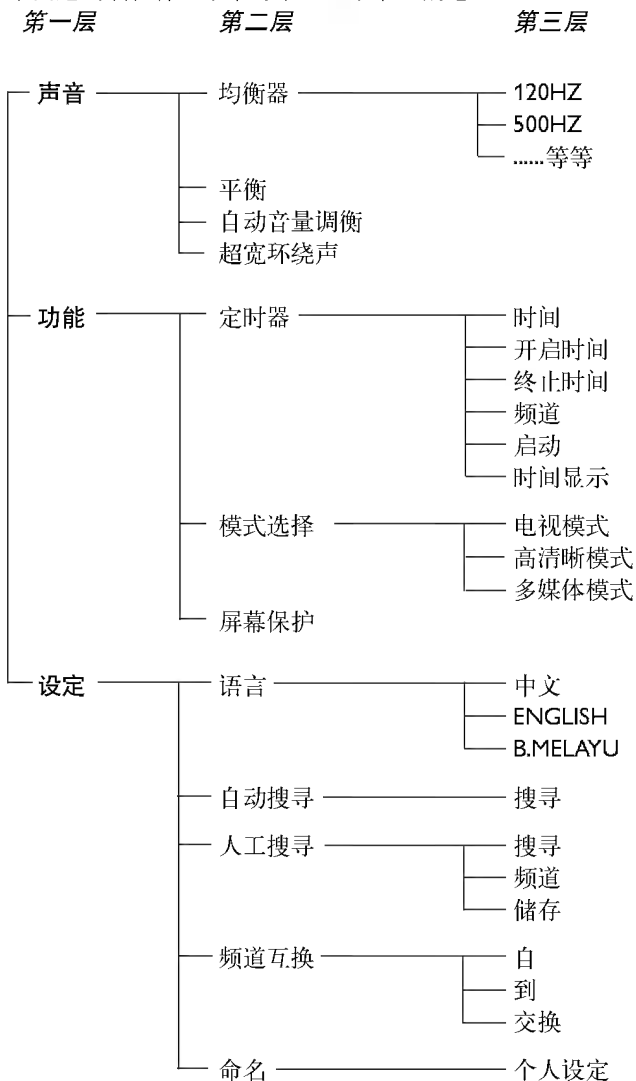 第一层 第二层 第三层
声音 均衡器 120HZ
500HZ
......等等
平衡
自动音量调衡
超宽环绕声
功能 定时器 时间
开启时间
终止时间
频道
启动
时间显示
模式选择 电视模式
高清晰模式
多媒体模式
屏幕保护
设定 语言 中文
ENGLISH
B.MELAYU
自动搜寻 搜寻
人工搜寻 搜寻
频道
储存
频道互换 自
到
交换
命名 个人设定